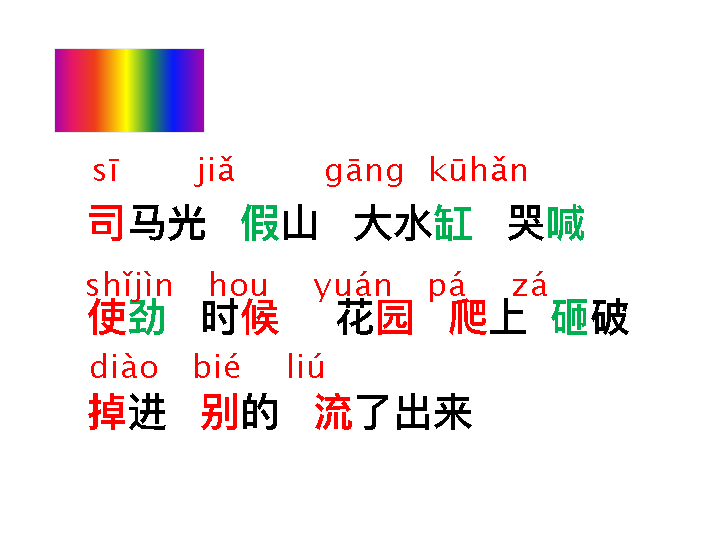 sī jiǎ gāng kūhǎn
司马光 假山 大水缸 哭喊
shǐjìn hou yuán pá zá
使劲 时候 花园 爬上 砸破
diào bié liú
掉进 别的 流了出来